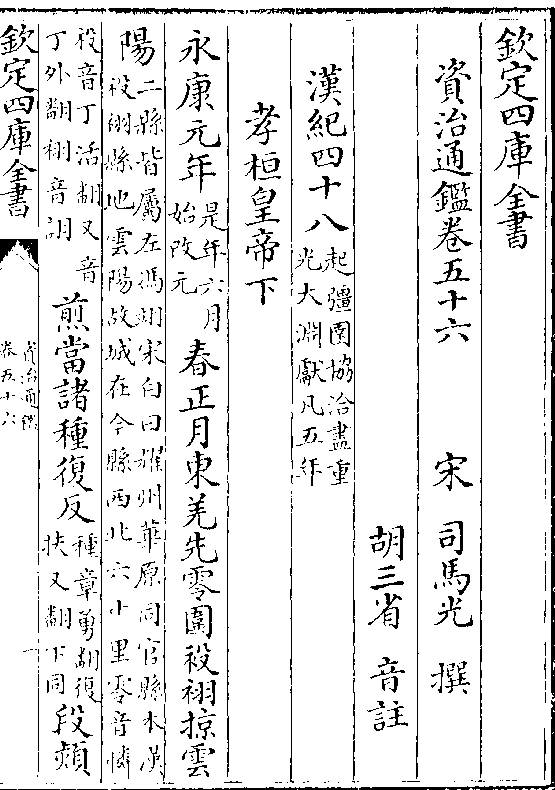 欽定四庫全書
資治通鑑卷五十六
宋 司馬光 撰
胡三省 音註
漢紀四十八
起彊圉協洽盡重
光大淵獻凡五年
孝桓皇帝下
永康元年
是年六月
始改元
春正月東羌先零圍祋祤掠雲
陽
二縣皆屬左馮翊宋白曰耀州華原同官縣本漢
祋祤縣地雲陽故城在今縣西北六十里零音憐
祋音丁活翻又音
丁外翻祤音詡
煎當諸種復反
種章勇翻復
扶又翻下同
段熲
欽定四庫全書
資治通鑑
卷五十六
一